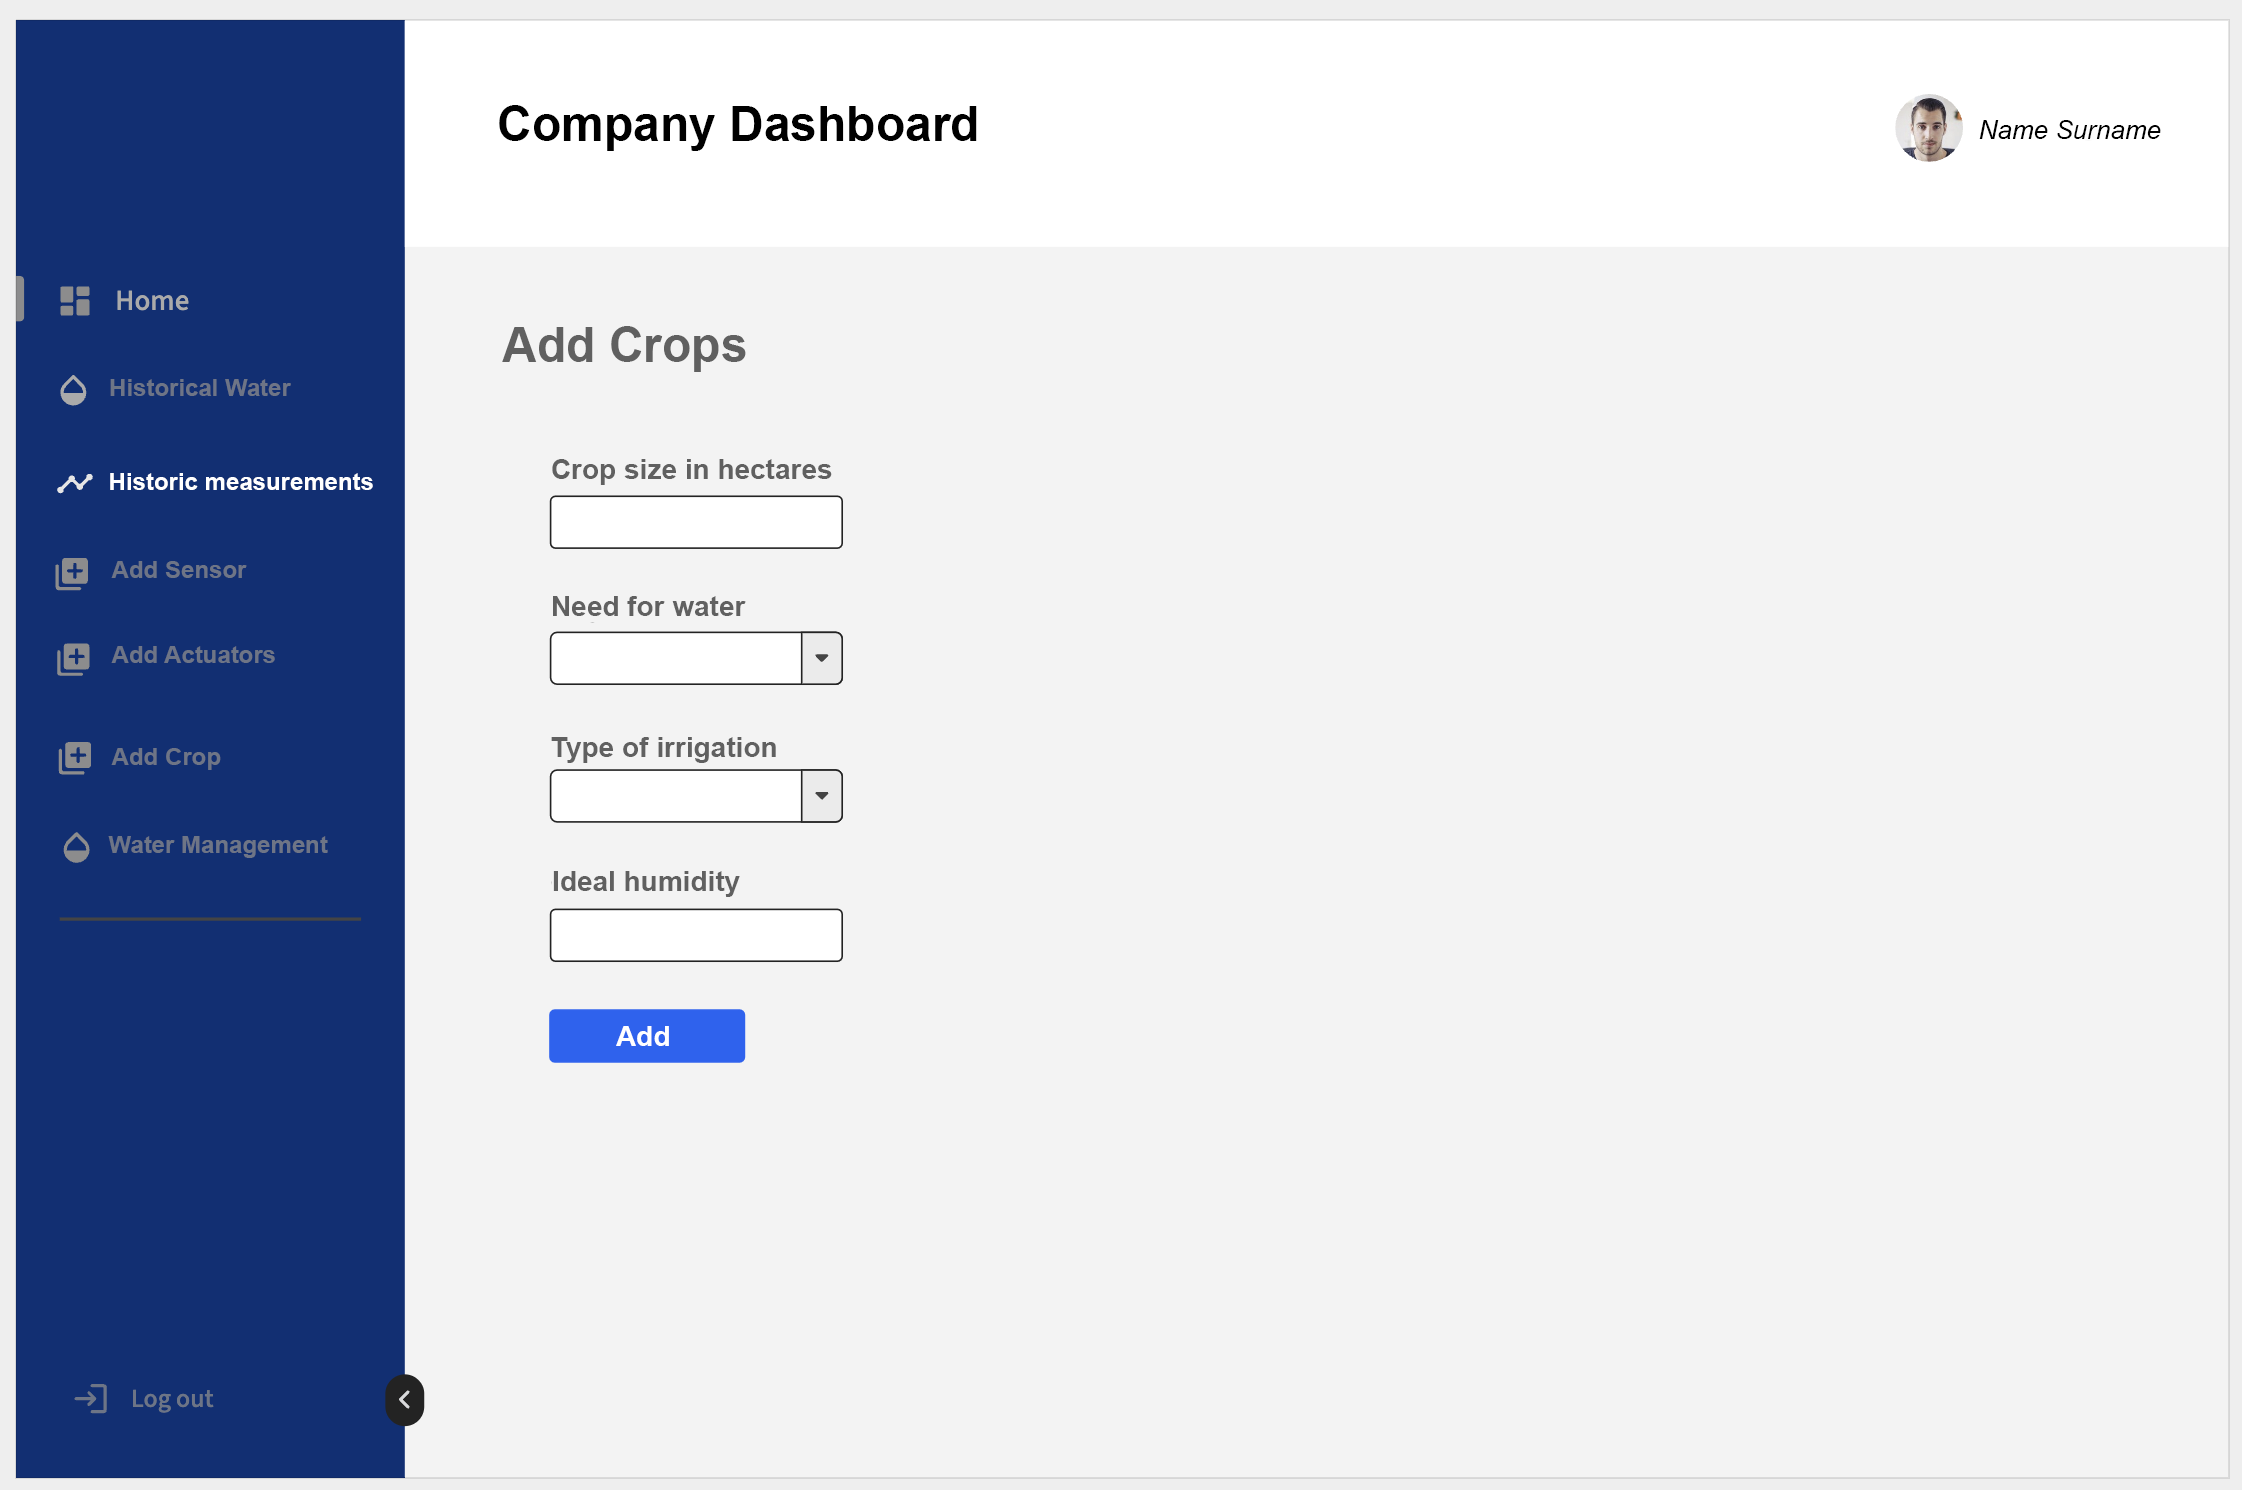 Company Dashboard
Name Surname
Home
Historical Water
Historic measurements
Add Sensor
Add Actuators
Add Crop
Water Management
Log out
Add Crops
Crop size in hectares
Need for water
Type of irrigation
Ideal humidity
Add